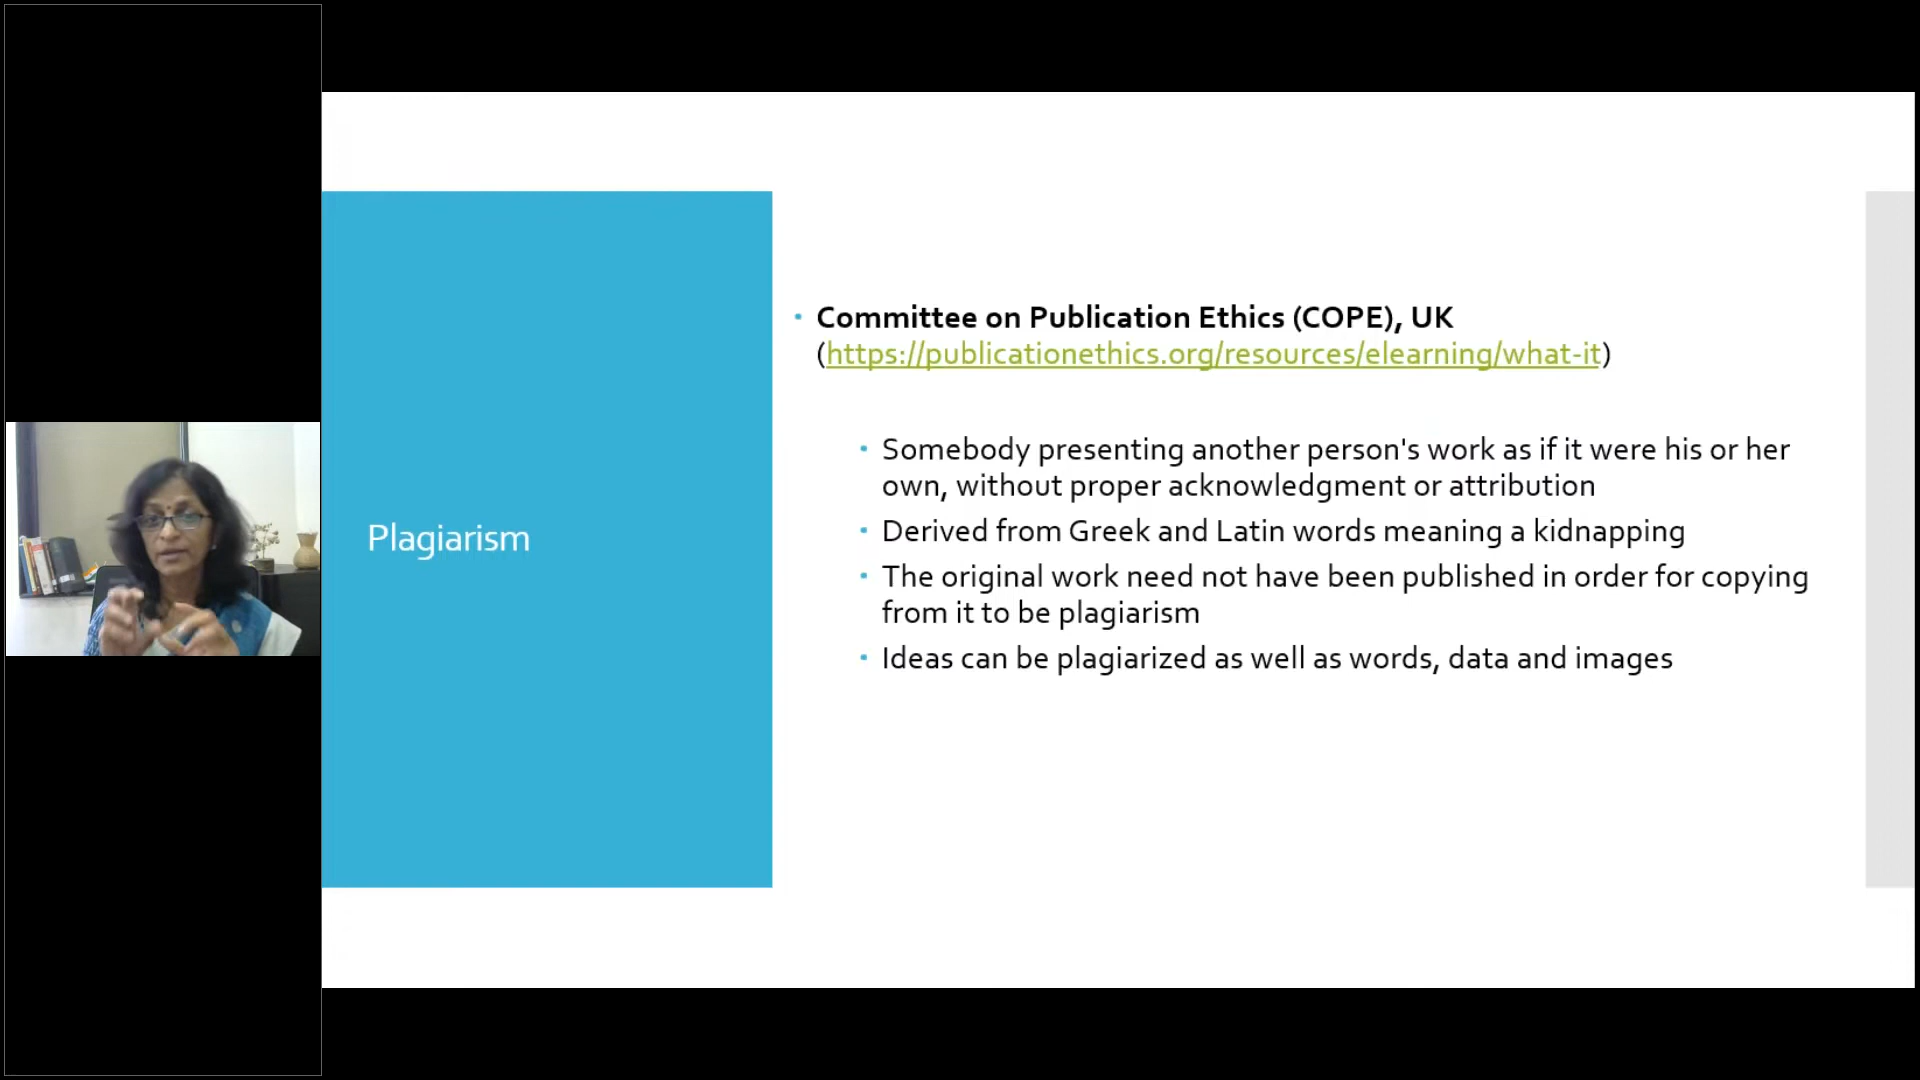 Plagiarism
Committee on Publication Ethics (COPE), UK
(https://publicationethics.org/resources/elearning/what-it)
Somebody presenting another person's work as if it were his or her
own, without proper acknowledgment or attribution
Derived from Greek and Latin words meaning a kidnapping
The original work need not have been published in order for copying
from it to be plagiarism
Ideas can be plagiarized as well as words, data and images